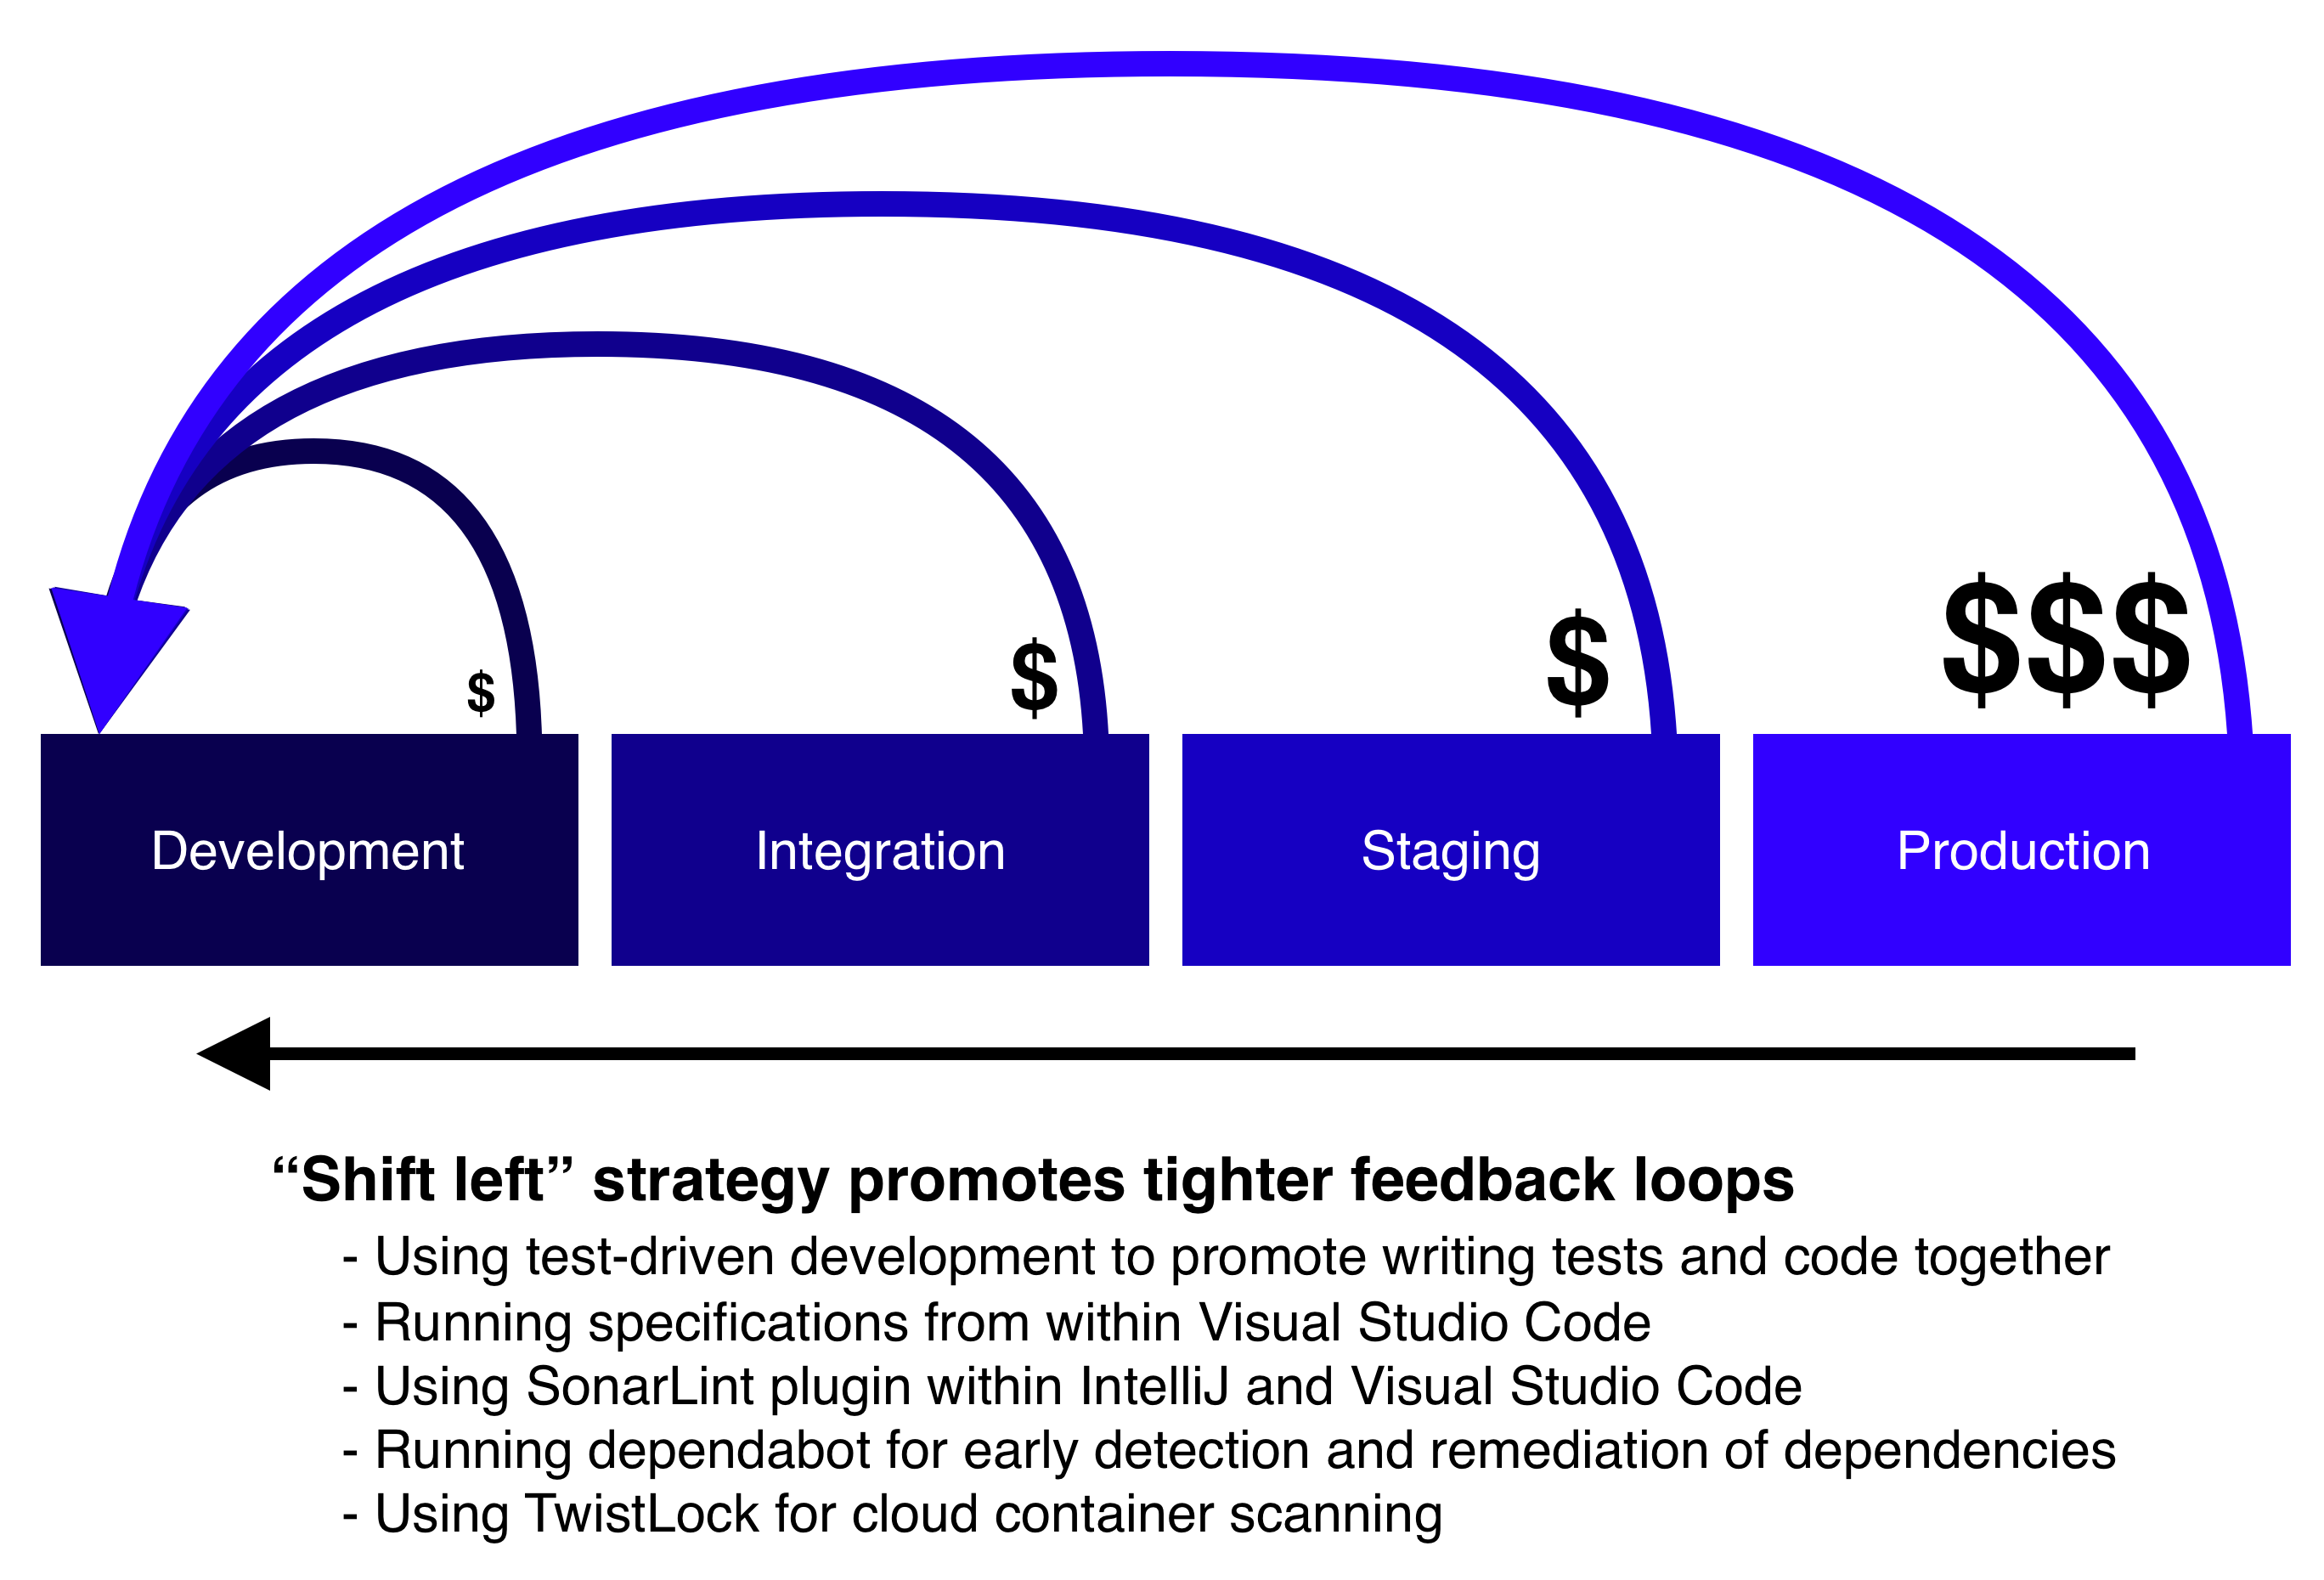 $
$
$
$$$
Development
Integration
Staging
Production
“Shift left” strategy promotes tighter feedback loops
- Using test-driven development to promote writing tests and code together
- Running specifications from within Visual Studio Code
- Using SonarLint plugin within IntelliJ and Visual Studio Code
- Running dependabot for early detection and remediation of dependencies
- Using TwistLock for cloud container scanning